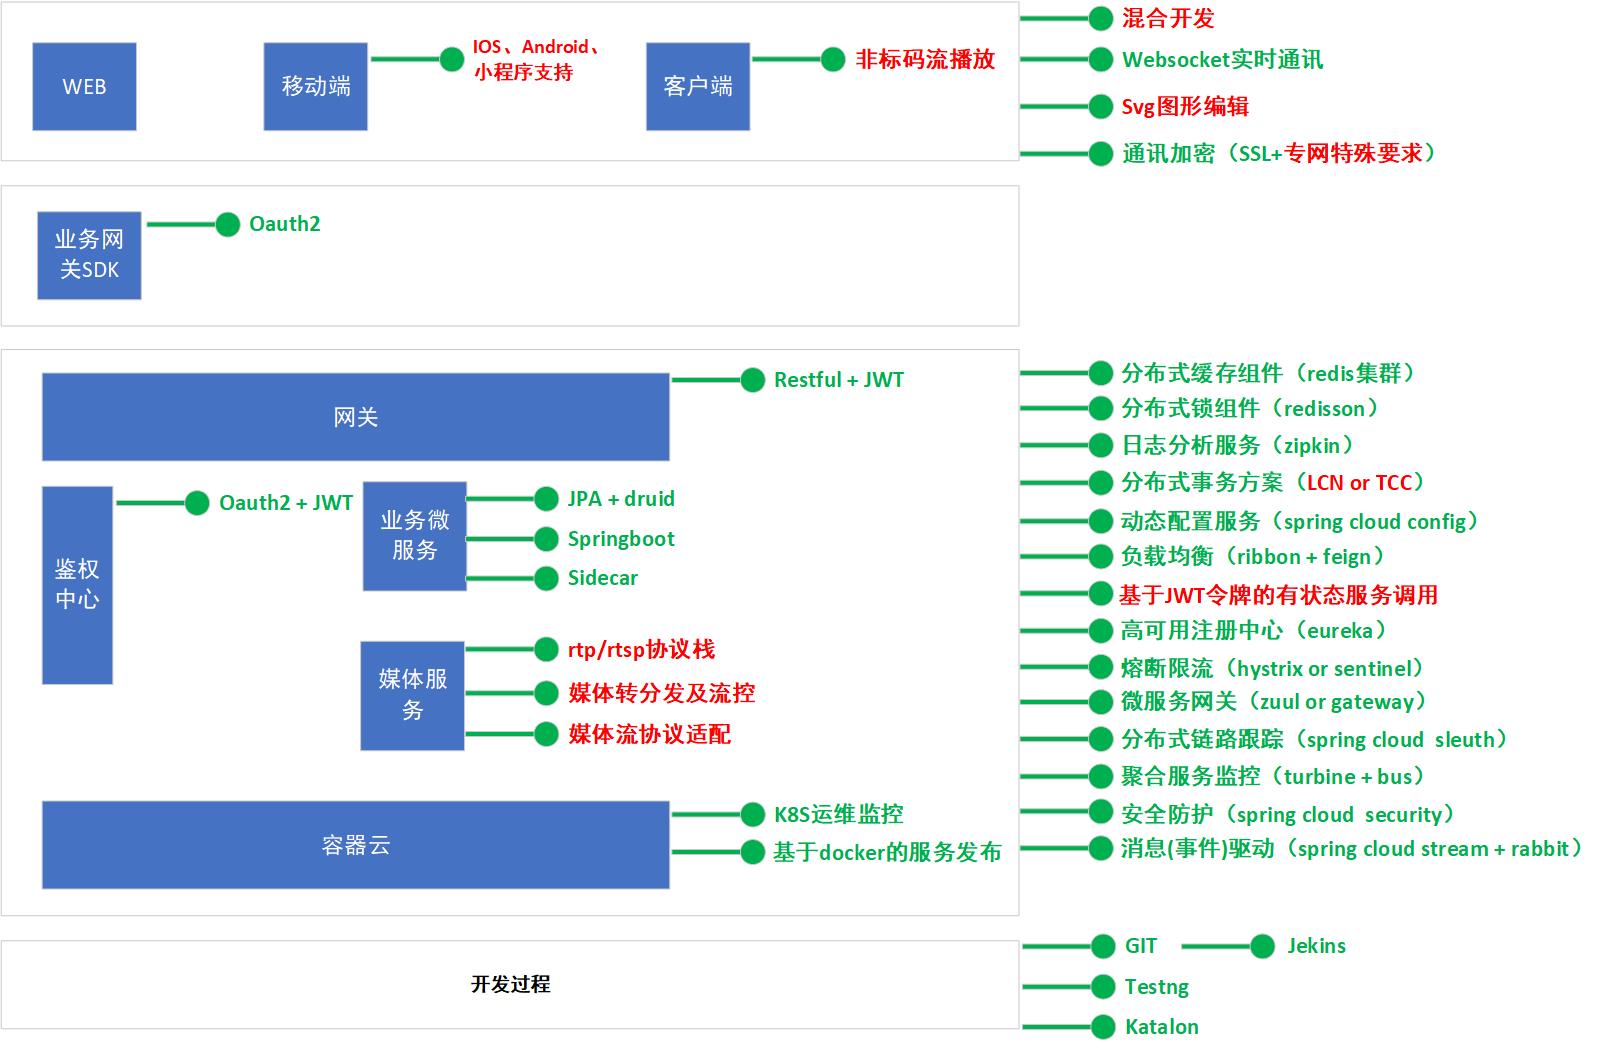 WEB
移动端
IOS、Android、
小程序支持
客户端
非标码流播放
混合开发
Websocket实时通讯
Svg图形编辑
通讯加密（SSL+专网特殊要求）
业务网
关SDK
Oauth2
网关
Restful + JWT
鉴权
中心
Oauth2 + JWT
业务微
服务
JPA + druid
Springboot
Sidecar
媒体服
务
rtp/rtsp协议栈
媒体转分发及流控
媒体流协议适配
容器云
K8S运维监控
基于docker的服务发布
分布式缓存组件（redis集群）
分布式锁组件（redisson）
日志分析服务（zipkin）
分布式事务方案（LCN or TCC）
动态配置服务（spring cloud config）
负载均衡（ribbon + feign）
基于JWT令牌的有状态服务调用
高可用注册中心（eureka）
熔断限流（hystrix or sentinel）
微服务网关（zuul or gateway）
分布式链路跟踪（spring cloud  sleuth）
聚合服务监控（turbine + bus）
安全防护（spring cloud  security）
消息(事件)驱动（spring cloud stream + rabbit）
开发过程
GIT
Jekins
Testng
Katalon